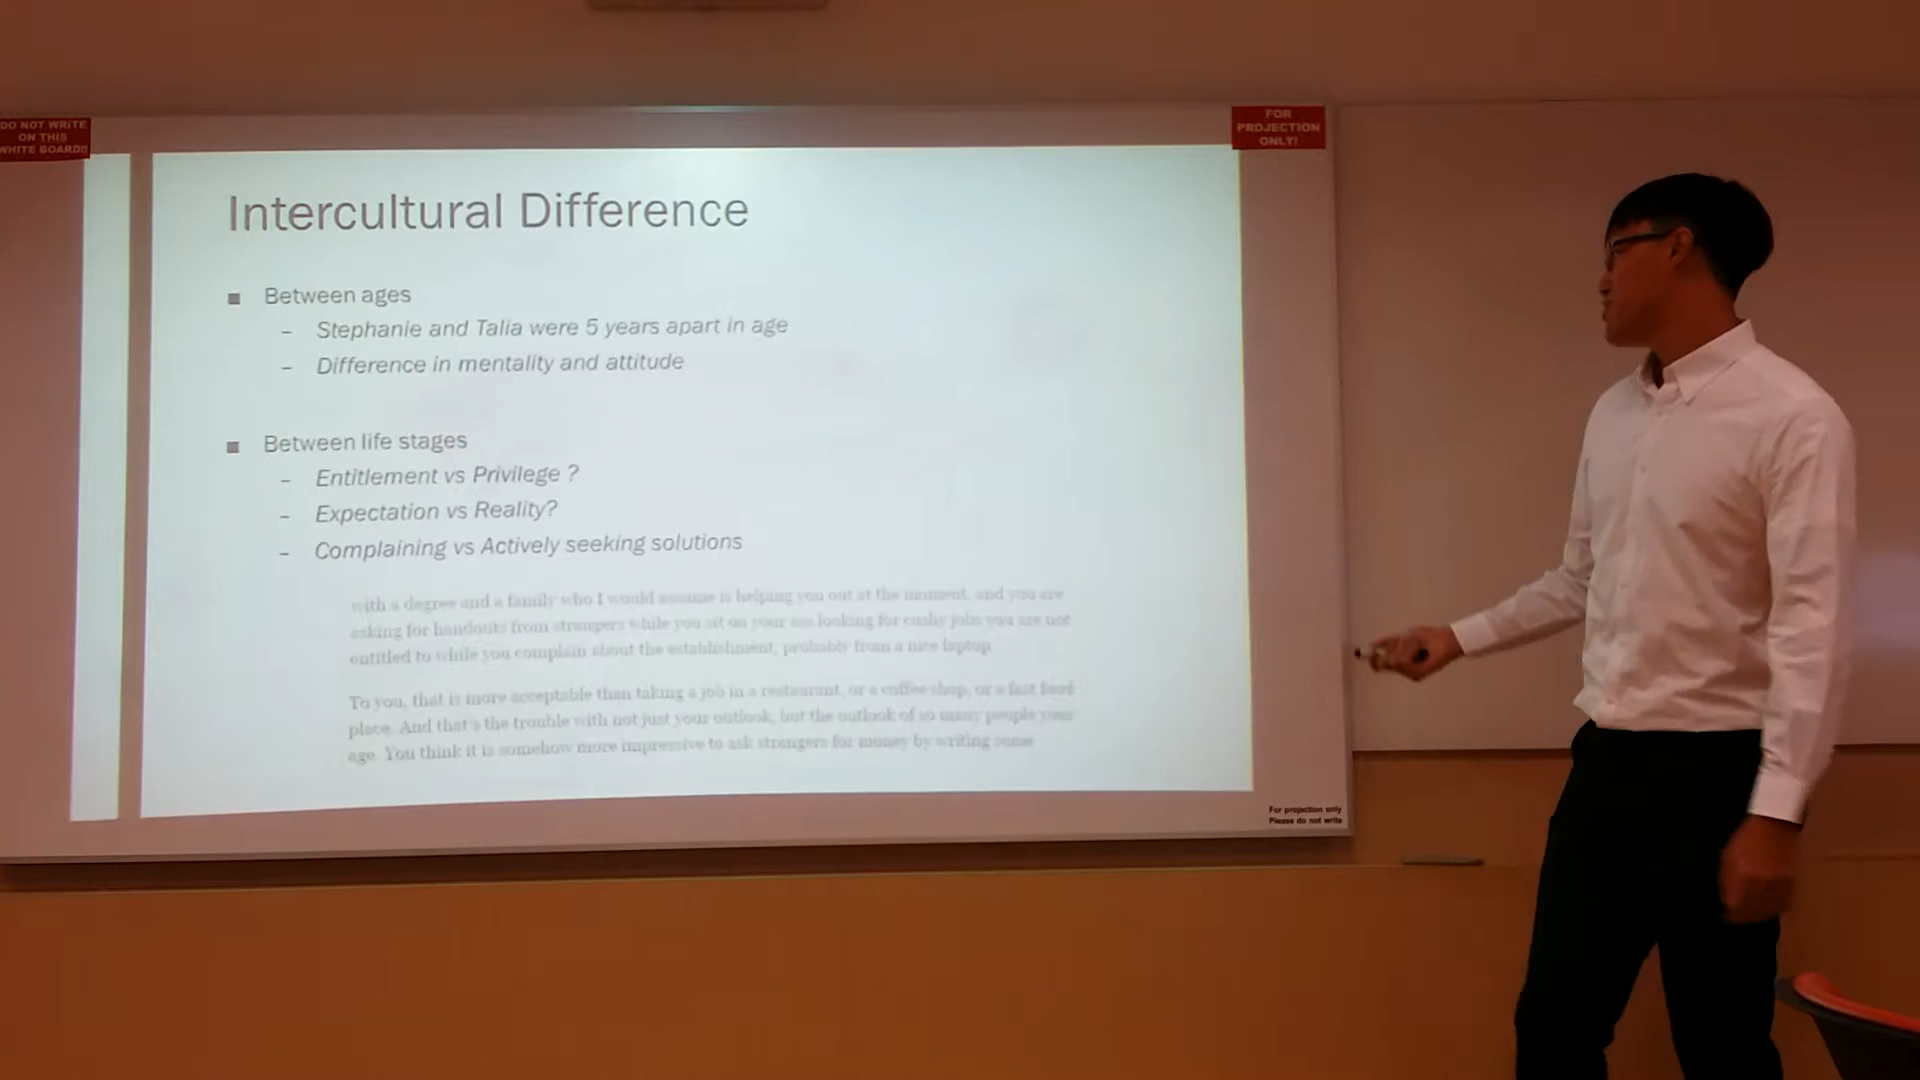 DO NOT WRITE
ON THIS
WHITE BOARD!!
FOR
PROJECTION
ONLY!
Intercultural Difference
Between ages
– Stephanie and Talia were 5 years apart in age
– Difference in mentality and attitude
Between life stages
– Entitlement vs Privilege ?
– Expectation vs Reality?
– Complaining vs Actively seeking solutions
with a degree and a family who I would assume is helping you out at the moment, and you are
asking for handouts from strangers while you sit on your ass looking for cushy jobs you are not
entitled to while you complain about the establishment, probably from a nice laptop
To you, that is more acceptable than taking a job in a restaurant, or a coffee shop, or a fast food
place. And that's the trouble with not just your outlook, but the outlook of so many people your
age. You think it is somehow more impressive to ask strangers for money by writing some
For projection only
Please do not write